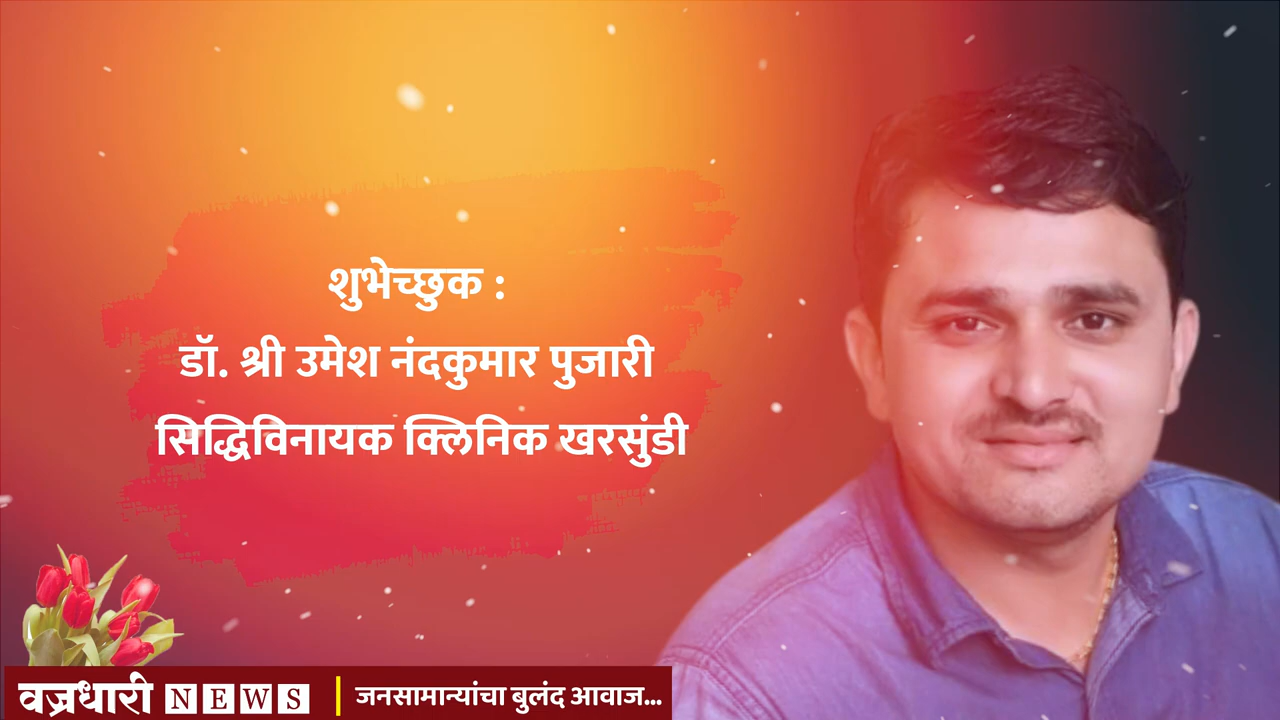 शुभेच्छुक :
डॉ. श्री उमेश नंदकुमार पुजारी
सिद्धिविनायक क्लिनिक खरसुंडी
वज्रधारी NEWS | जनसामान्यांचा बुलंद आवाज...